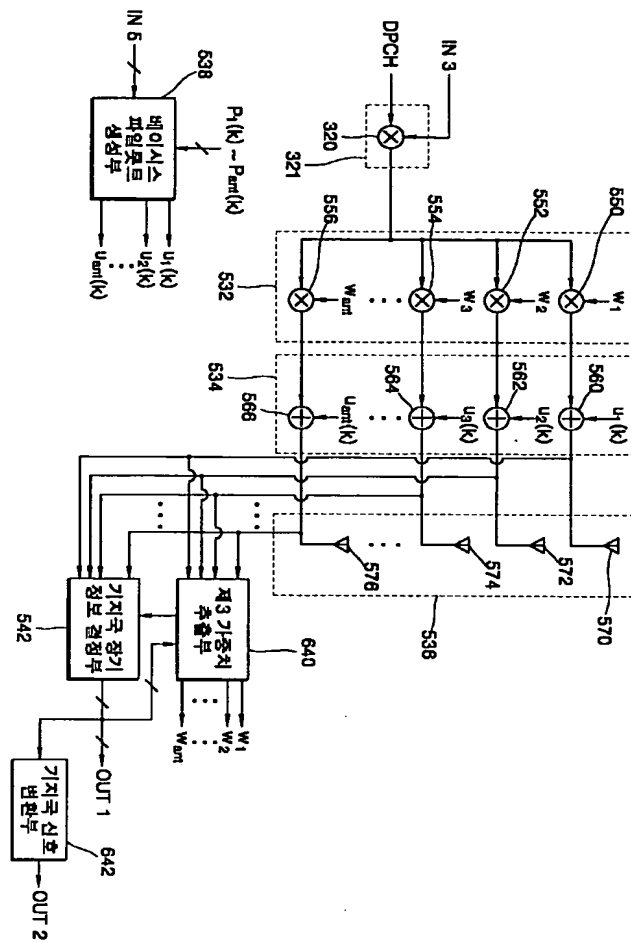 570
572
574
576
536
• • •
550
552
554
556
532
W1
W2
W3
• • •
Want
560
562
564
566
534
u1(k)
u2(k)
u3(k)
• • •
uant(k)
IN 3
DPCH
320
321
640
제3 가중치
추출부
W1
W2
• • •
Want
542
기지국 장기
정보 결정부
OUT 1
기지국 신호
변환부
642
OUT 2
P1(k) ~ Pant(k)
IN 5
538
베이시스
파일롯트
생성부
u1(k)
u2(k)
• • •
uant(k)